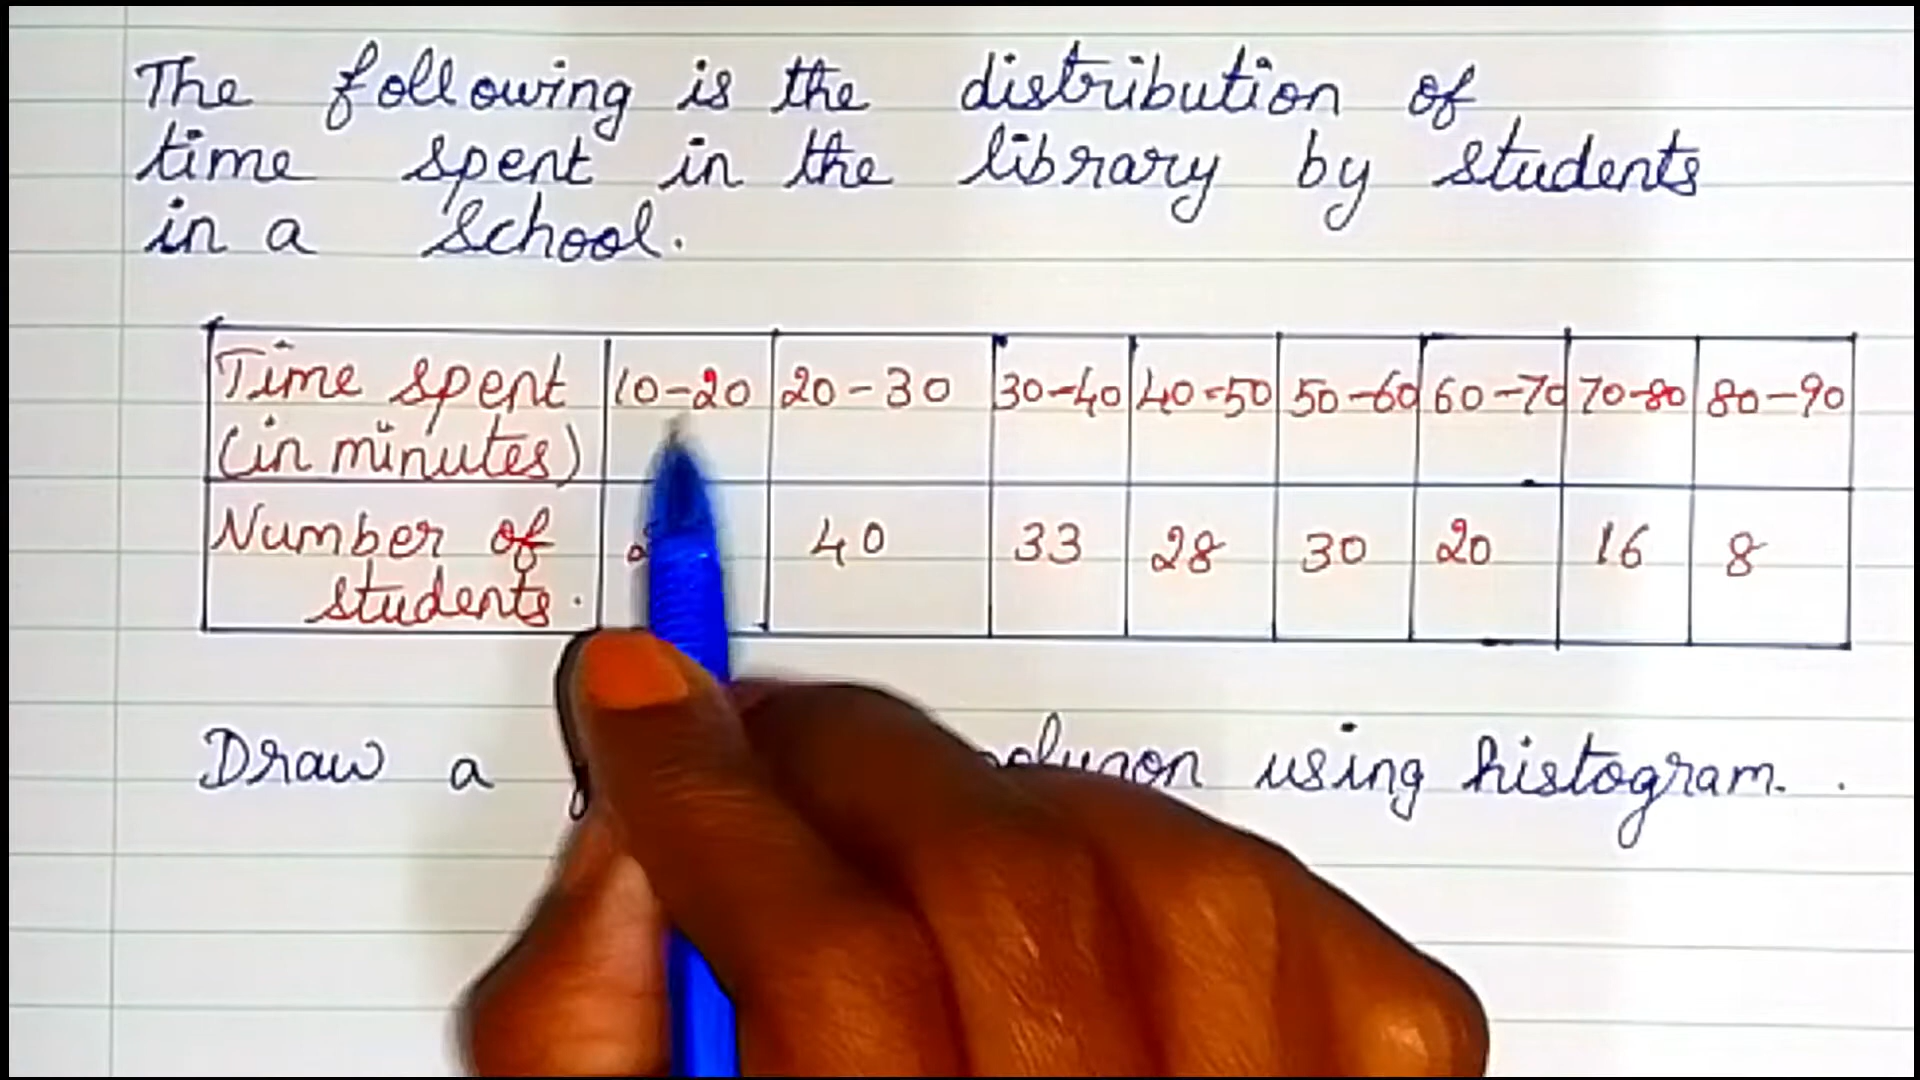 The following is the distribution of
time spent in the library by students
in a school.
Time spent (in minutes) 10-20 20-30 30-40 40-50 50-60 60-70 70-80 80-90
Number of students. 40 33 28 30 20 16 8
Draw a using histogram.